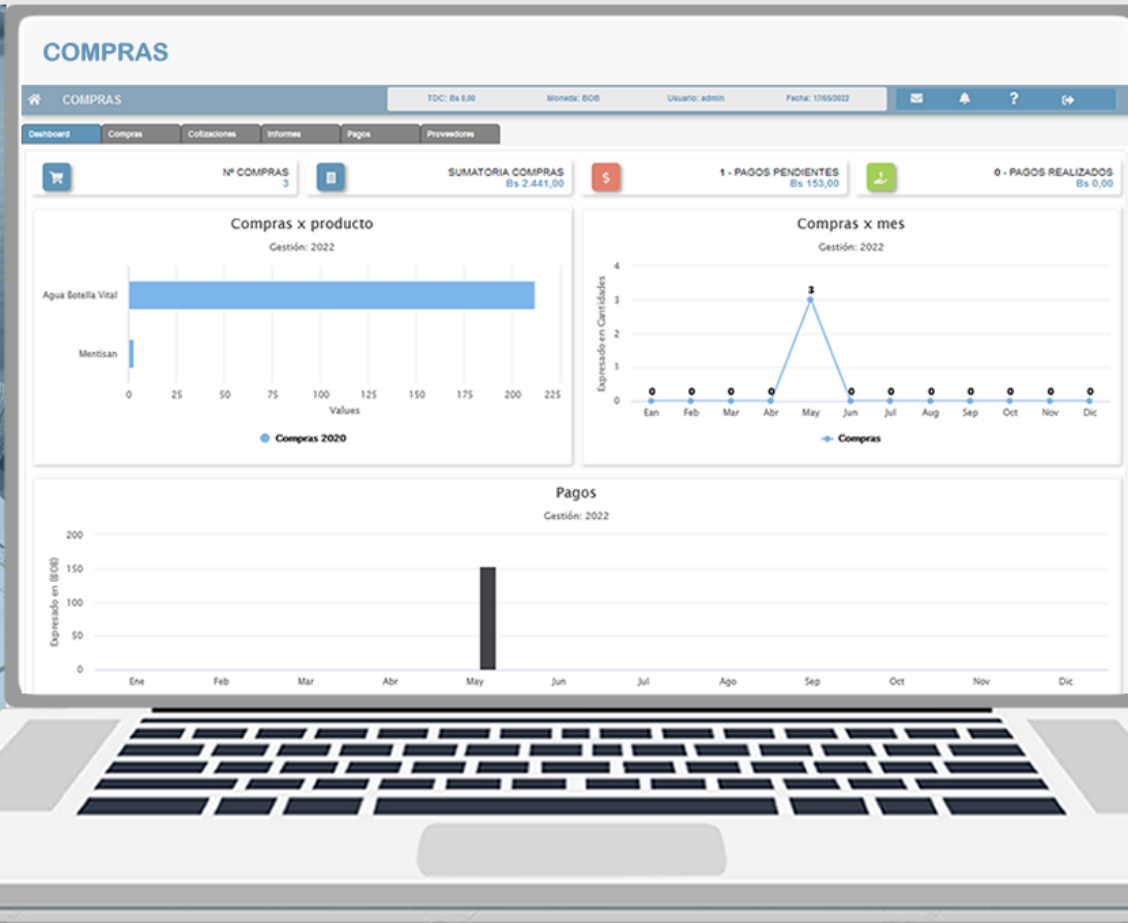 COMPRAS
COMPRAS TDC: Bs 0,00 Moneda: BOB Usuario: admin Fecha: 17/05/2022 ?
Dashboard Compras Cotizaciones Informes Pagos Proveedores
Nº COMPRAS
3
SUMATORIA COMPRAS
Bs 2.441,00
$
1 - PAGOS PENDIENTES
Bs 153,00
0 - PAGOS REALIZADOS
Bs 0,00
Compras x producto
Gestión: 2022
Agua Botella Vital
Mentisan
0 25 50 75 100 125 150 175 200 225
Values
Compras 2020
Compras x mes
Gestión: 2022
Expresado en Cantidades
4
3
2
1
0
0 0 0 0 3 0 0 0 0 0 0 0
Ean Feb Mar Abr May Jun Jul Aug Sep Oct Nov Dic
Compras
Pagos
Gestión: 2022
Expresado en (BOB)
200
150
100
50
0
Ene Feb Mar Abr May Jun Jul Ago Sep Oct Nov Dic